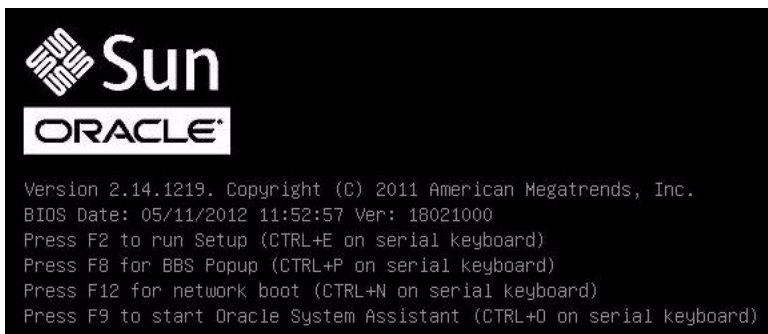 Sun
ORACLE
Version 2.14.1219. Copyright (C) 2011 American Megatrends, Inc.
BIOS Date: 05/11/2012 11:52:57 Ver: 18021000
Press F2 to run Setup (CTRL+E on serial keyboard)
Press F8 for BBS Popup (CTRL+P on serial keyboard)
Press F12 for network boot (CTRL+N on serial keyboard)
Press F9 to start Oracle System Assistant (CTRL+O on serial keyboard)